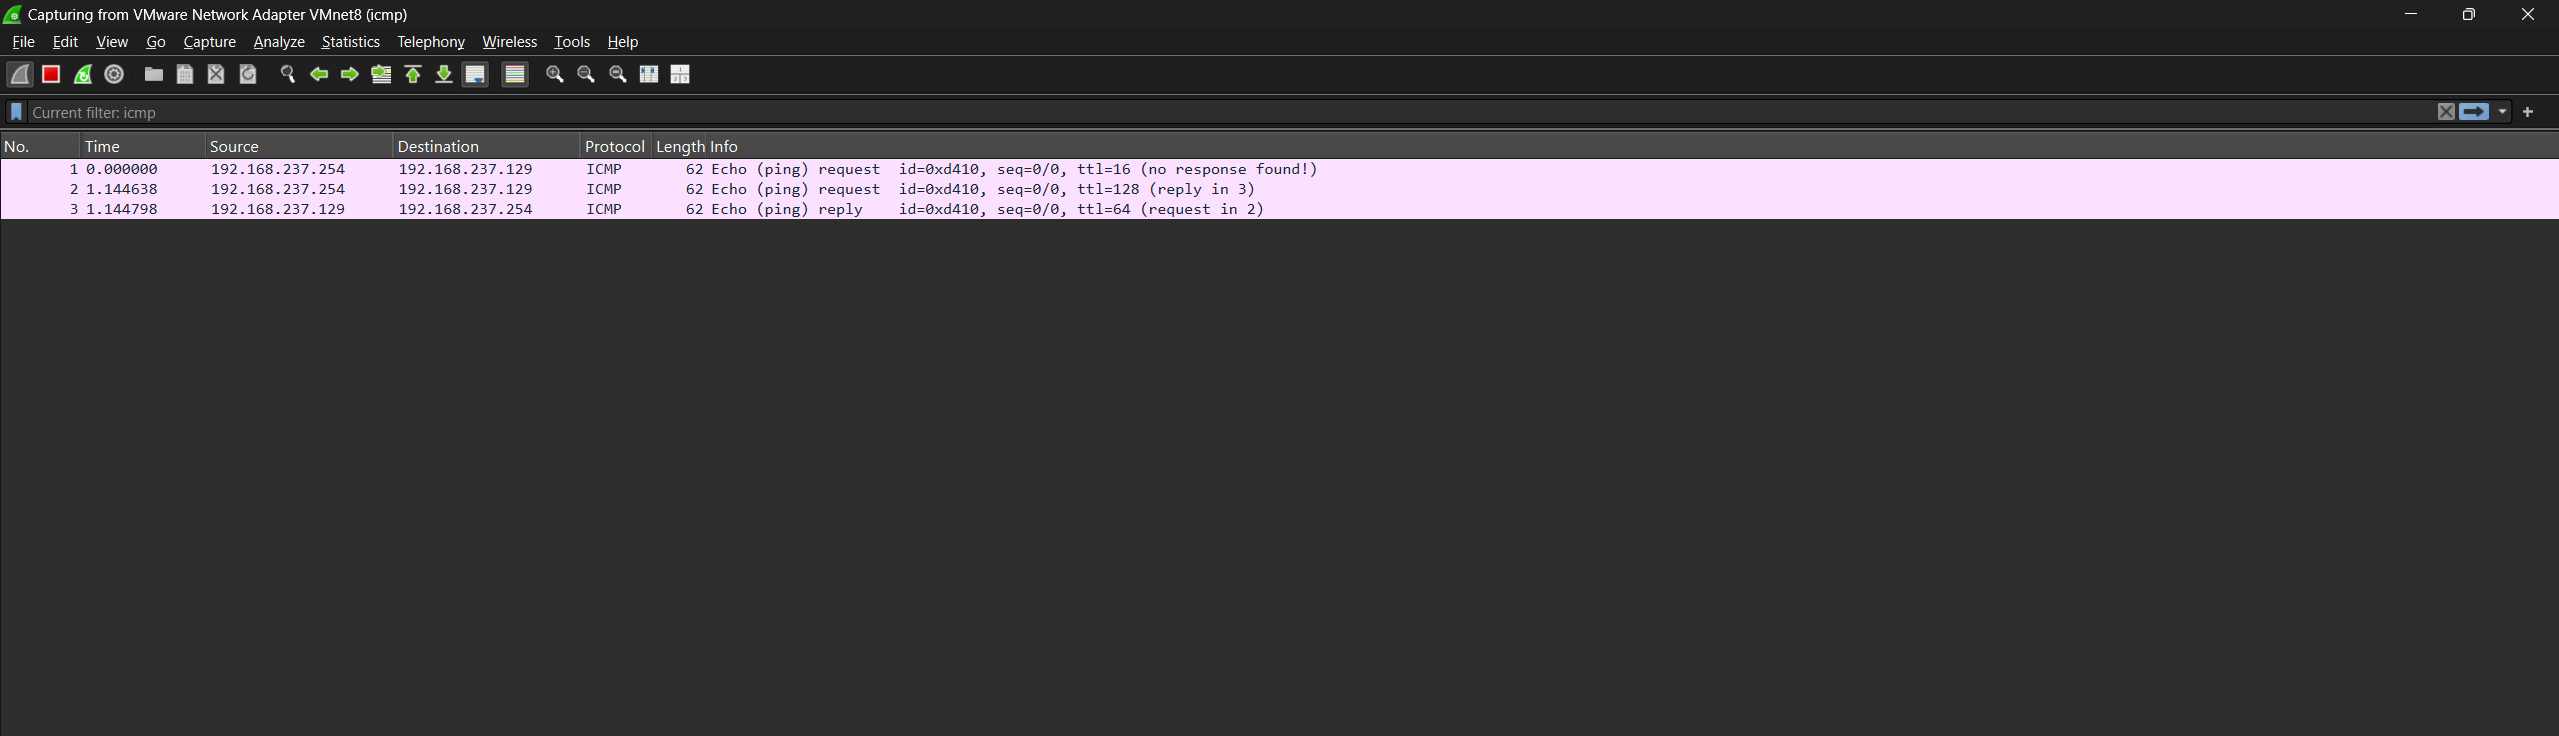 Capturing from VMware Network Adapter VMnet8 (icmp)
File Edit View Go Capture Analyze Statistics Telephony Wireless Tools Help
Current filter: icmp
No. Time Source Destination Protocol Length Info
1 0.000000 192.168.237.254 192.168.237.129 ICMP 62 Echo (ping) request id=0xd410, seq=0/0, ttl=16 (no response found!)
2 1.144638 192.168.237.254 192.168.237.129 ICMP 62 Echo (ping) request id=0xd410, seq=0/0, ttl=128 (reply in 3)
3 1.144798 192.168.237.129 192.168.237.254 ICMP 62 Echo (ping) reply id=0xd410, seq=0/0, ttl=64 (request in 2)